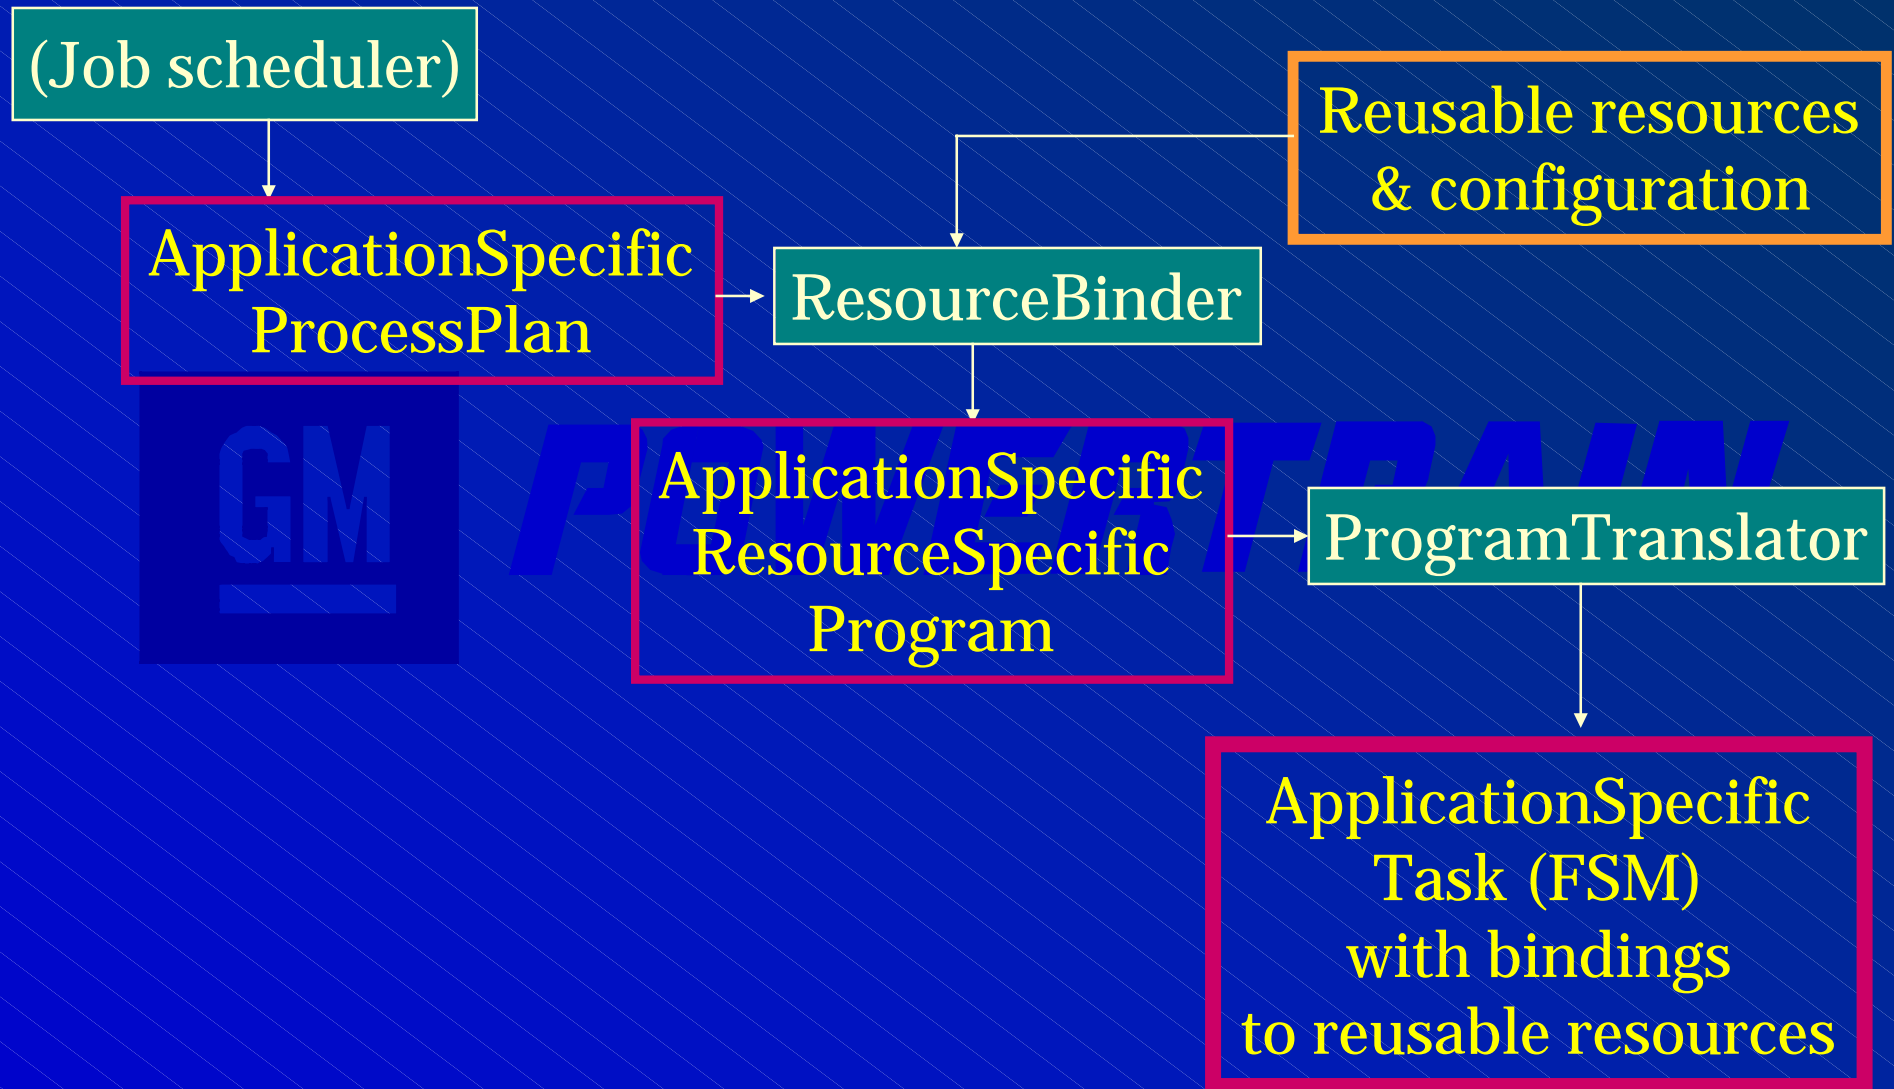 (Job scheduler)
Reusable resources
& configuration
ApplicationSpecific
ProcessPlan
ResourceBinder
GM
POWERTRAIN
ApplicationSpecific
ResourceSpecific
Program
ProgramTranslator
ApplicationSpecific
Task (FSM)
with bindings
to reusable resources